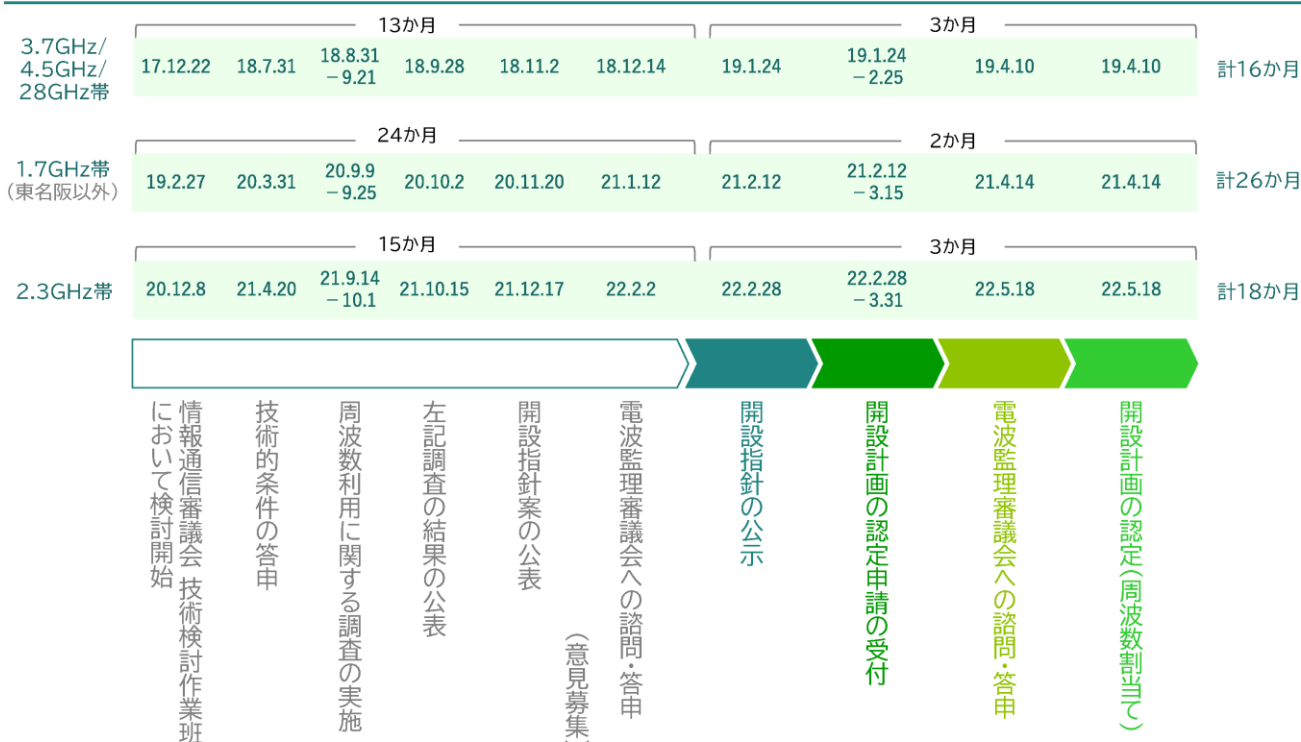 13か月
3か月
3.7GHz/
4.5GHz/
28GHz帯
17.12.22
18.7.31
18.8.31
－9.21
18.9.28
18.11.2
18.12.14
19.1.24
19.1.24
－2.25
19.4.10
19.4.10
計16か月
24か月
2か月
1.7GHz帯
（東名阪以外）
19.2.27
20.3.31
20.9.9
－9.25
20.10.2
20.11.20
21.1.12
21.2.12
21.2.12
－3.15
21.4.14
21.4.14
計26か月
15か月
3か月
2.3GHz帯
20.12.8
21.4.20
21.9.14
－10.1
21.10.15
21.12.17
22.2.2
22.2.28
22.2.28
－3.31
22.5.18
22.5.18
計18か月
情報通信審議会 技術検討作業班
において検討開始
技術的条件の答申
周波数利用に関する調査の実施
左記調査の結果の公表
開設指針案の公表
（意見募集）
電波監理審議会への諮問・答申
開設指針の公示
開設計画の認定申請の受付
電波監理審議会への諮問・答申
開設計画の認定（周波数割当て）